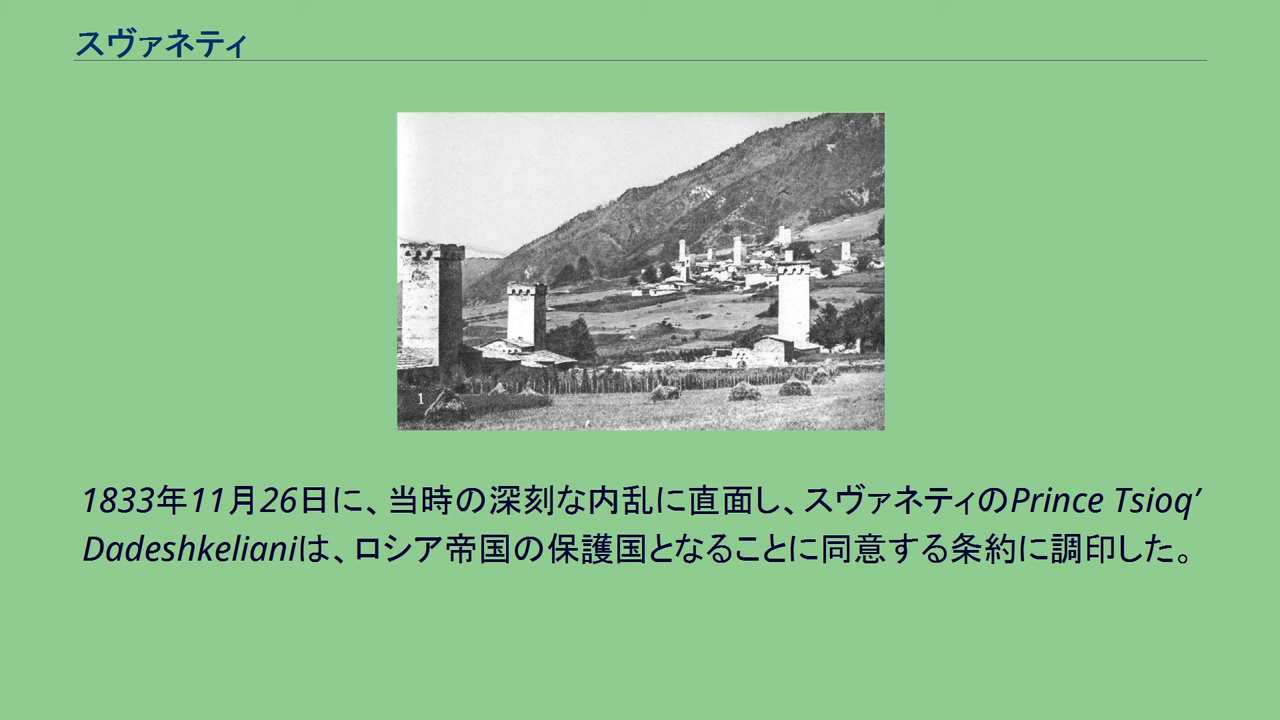 スヴァネティ
1
1833年11月26日に、当時の深刻な内乱に直面し、スヴァネティのPrince Tsioq’
Dadeshkelianiは、ロシア帝国の保護国となることに同意する条約に調印した。